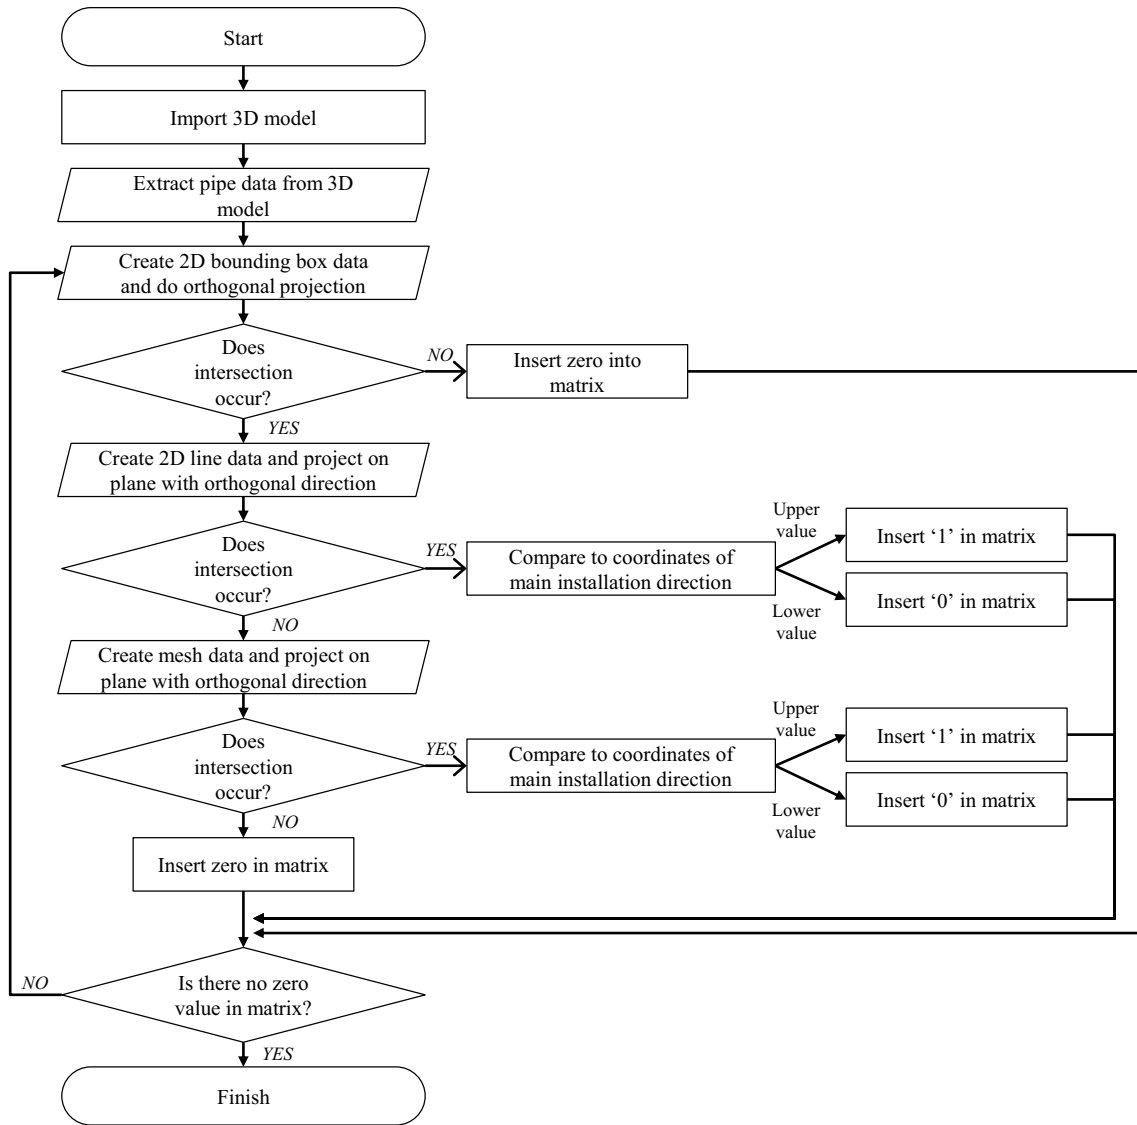 Start
Import 3D model
Extract pipe data from 3D
model
Create 2D bounding box data
and do orthogonal projection
Does
intersection
occur?
NO
Insert zero into
matrix
YES
Create 2D line data and project on
plane with orthogonal direction
Does
intersection
occur?
YES
Compare to coordinates of
main installation direction
Upper
value
Insert ‘1’ in matrix
Lower
value
Insert ‘0’ in matrix
NO
Create mesh data and project on
plane with orthogonal direction
Does
intersection
occur?
YES
Compare to coordinates of
main installation direction
Upper
value
Insert ‘1’ in matrix
Lower
value
Insert ‘0’ in matrix
NO
Insert zero in matrix
Is there no zero
value in matrix?
NO
YES
Finish